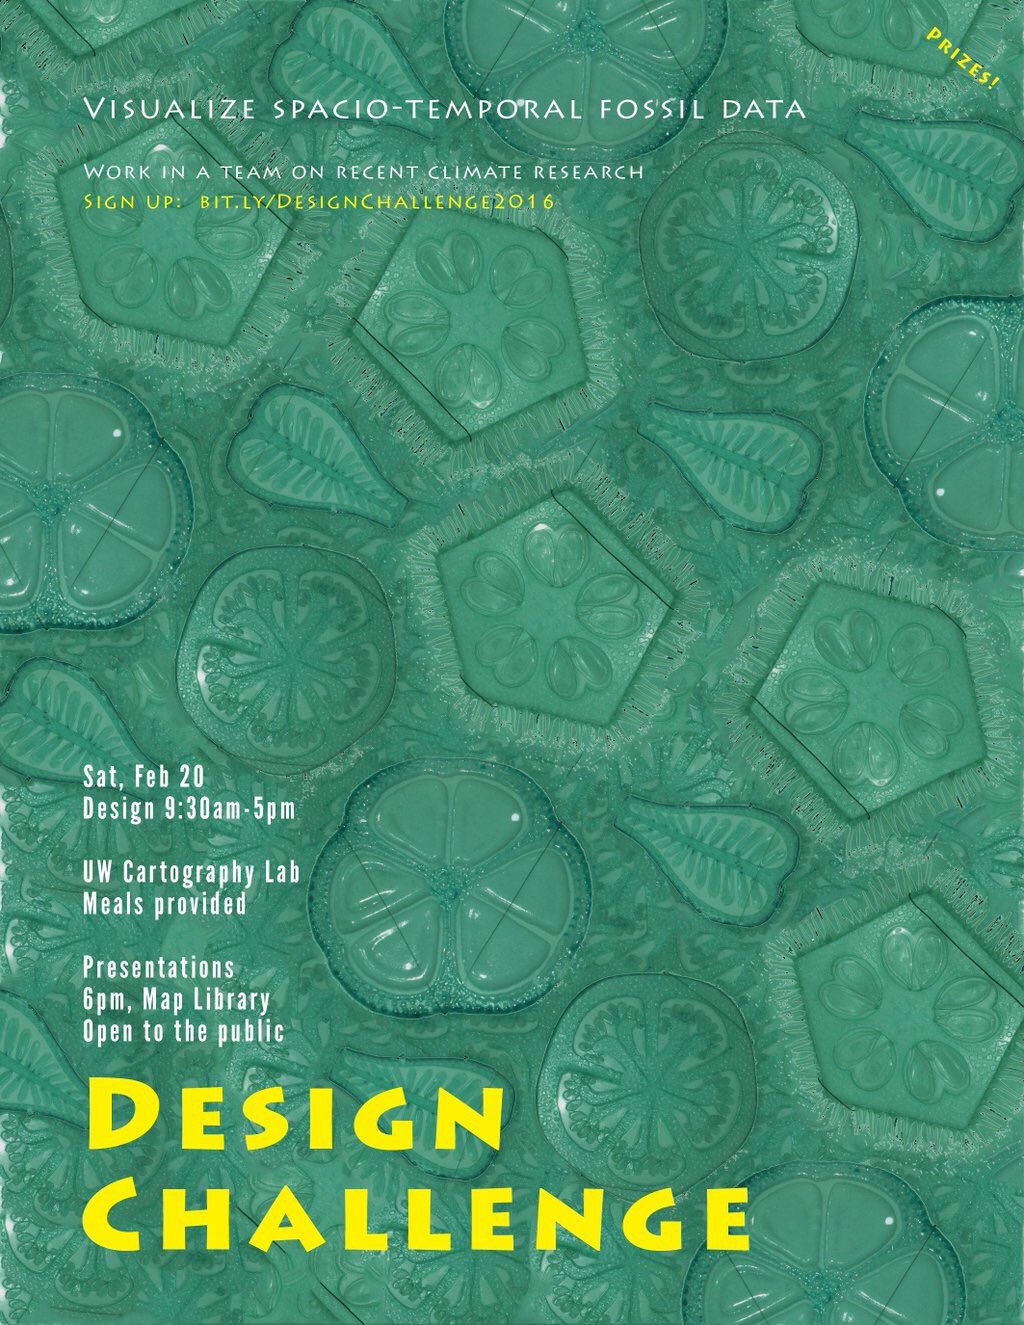 PRIZES!
Visualize spacio-temporal fossil data
Work in a team on recent climate research
Sign up: bit.ly/DesignChallenge2016
Sat, Feb 20
Design 9:30am-5pm
UW Cartography Lab
Meals provided
Presentations
6pm, Map Library
Open to the public
Design
Challenge